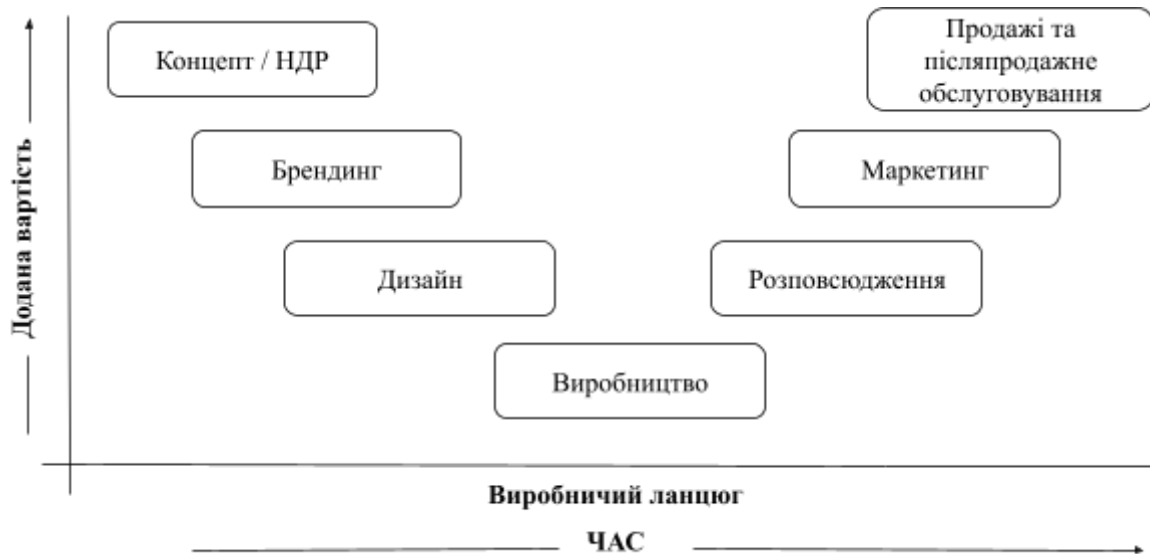 Додана вартість
Концепт / НДР
Продажі та
післяпродажне
обслуговування
Брендинг
Маркетинг
Дизайн
Розповсюдження
Виробництво
Виробничий ланцюг
ЧАС